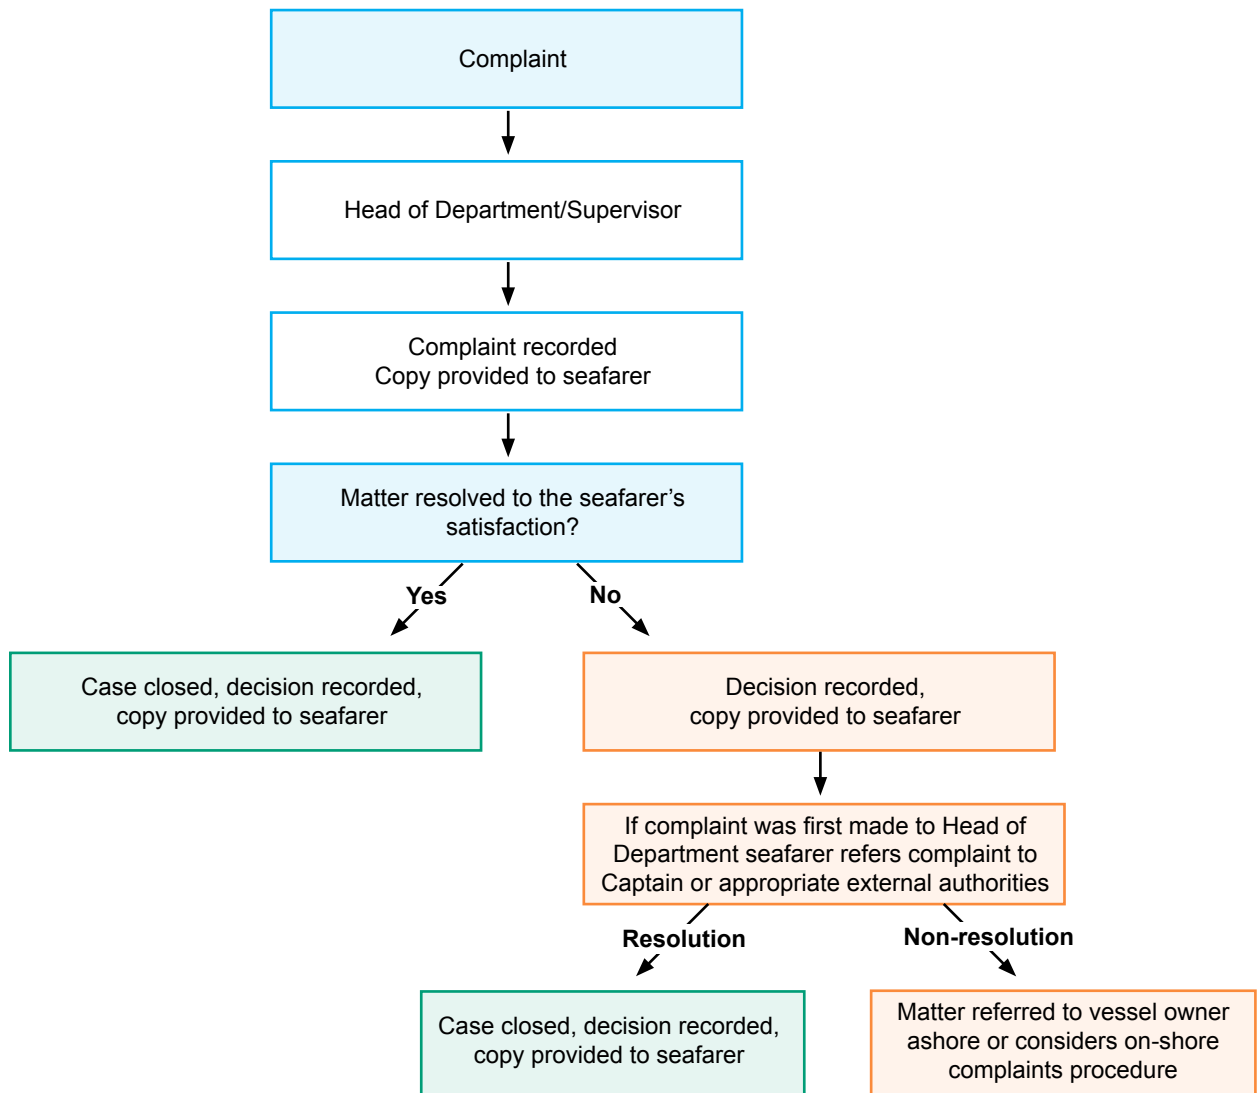 Complaint
Head of Department/Supervisor
Complaint recorded
Copy provided to seafarer
Matter resolved to the seafarer’s
satisfaction?
Yes
No
Case closed, decision recorded,
copy provided to seafarer
Decision recorded,
copy provided to seafarer
If complaint was first made to Head of
Department seafarer refers complaint to
Captain or appropriate external authorities
Resolution
Non-resolution
Case closed, decision recorded,
copy provided to seafarer
Matter referred to vessel owner
ashore or considers on-shore
complaints procedure